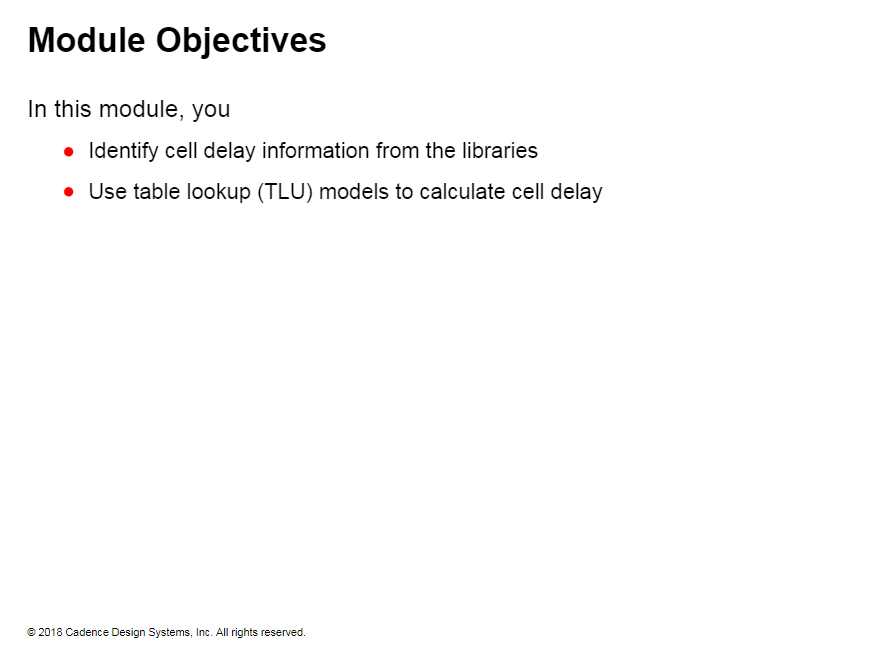 Module Objectives
In this module, you
● Identify cell delay information from the libraries
● Use table lookup (TLU) models to calculate cell delay
© 2018 Cadence Design Systems, Inc. All rights reserved.